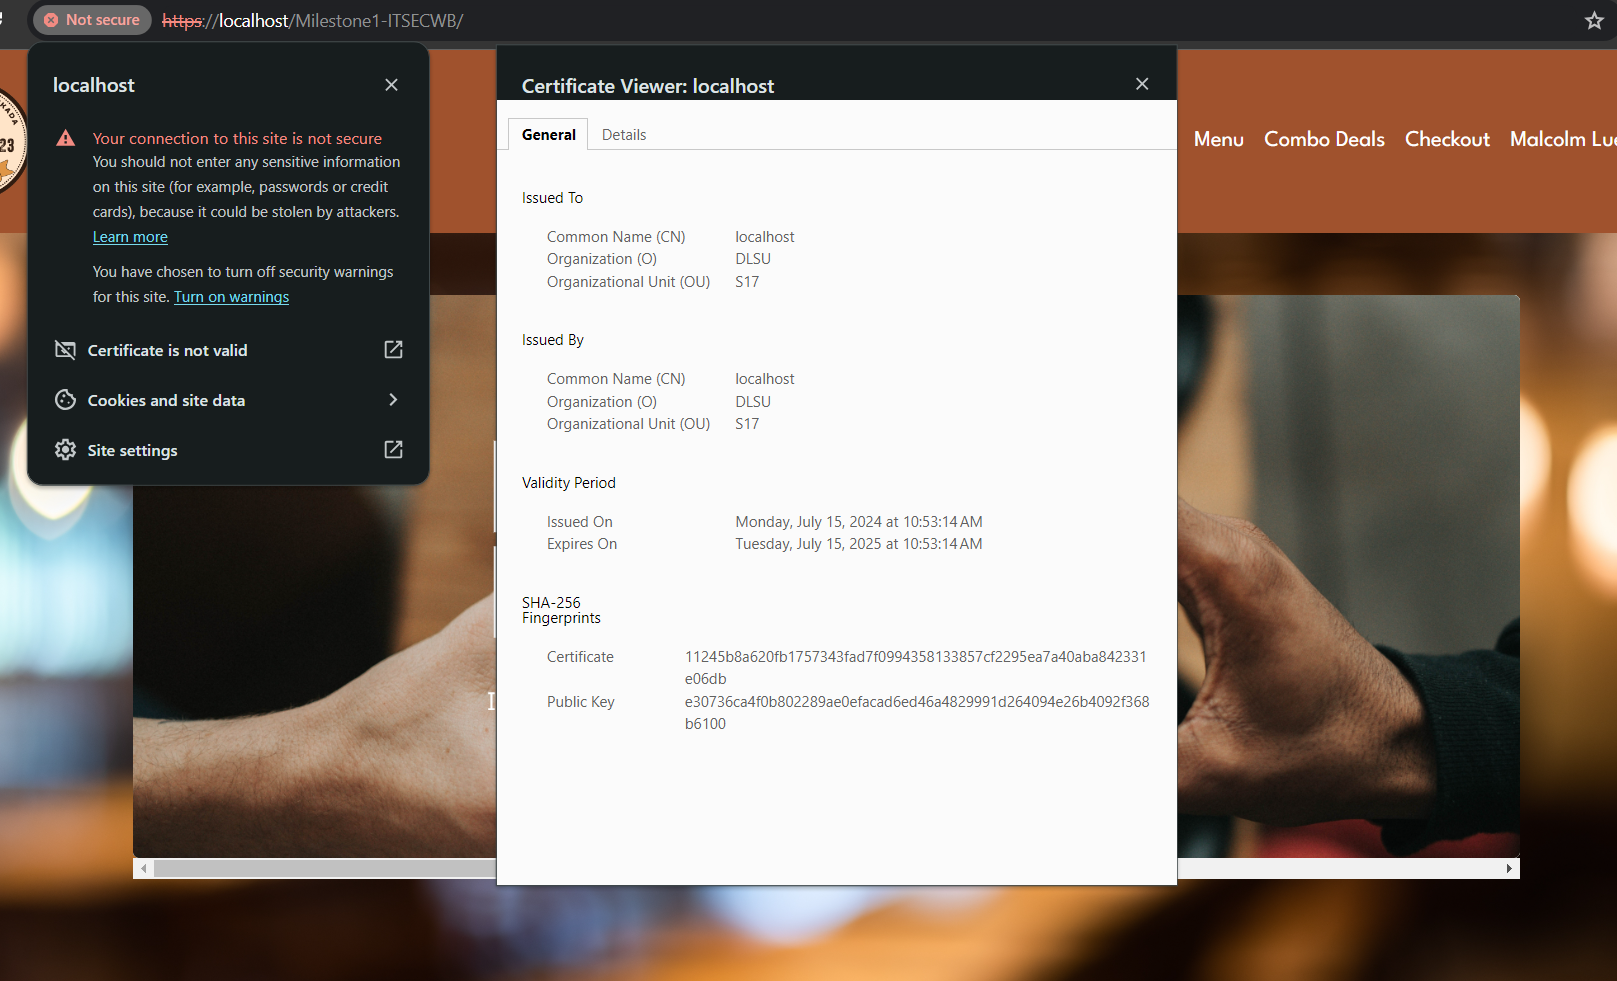 Not secure
https://localhost/Milestone1-ITSECWB/
localhost
Your connection to this site is not secure
You should not enter any sensitive information
on this site (for example, passwords or credit
cards), because it could be stolen by attackers.
Learn more
You have chosen to turn off security warnings
for this site. Turn on warnings
Certificate is not valid
Cookies and site data
Site settings
Certificate Viewer: localhost
General
Details
Issued To
Common Name (CN) localhost
Organization (O) DLSU
Organizational Unit (OU) S17
Issued By
Common Name (CN) localhost
Organization (O) DLSU
Organizational Unit (OU) S17
Validity Period
Issued On Monday, July 15, 2024 at 10:53:14 AM
Expires On Tuesday, July 15, 2025 at 10:53:14 AM
SHA-256
Fingerprints
Certificate 11245b8a620fb1757343fad7f0994358133857cf2295ea7a40aba842331
e06db
Public Key e30736ca4f0b802289ae0efacad6ed46a4829991d264094e26b4092f368
b6100
Menu Combo Deals Checkout Malcolm Lue
23